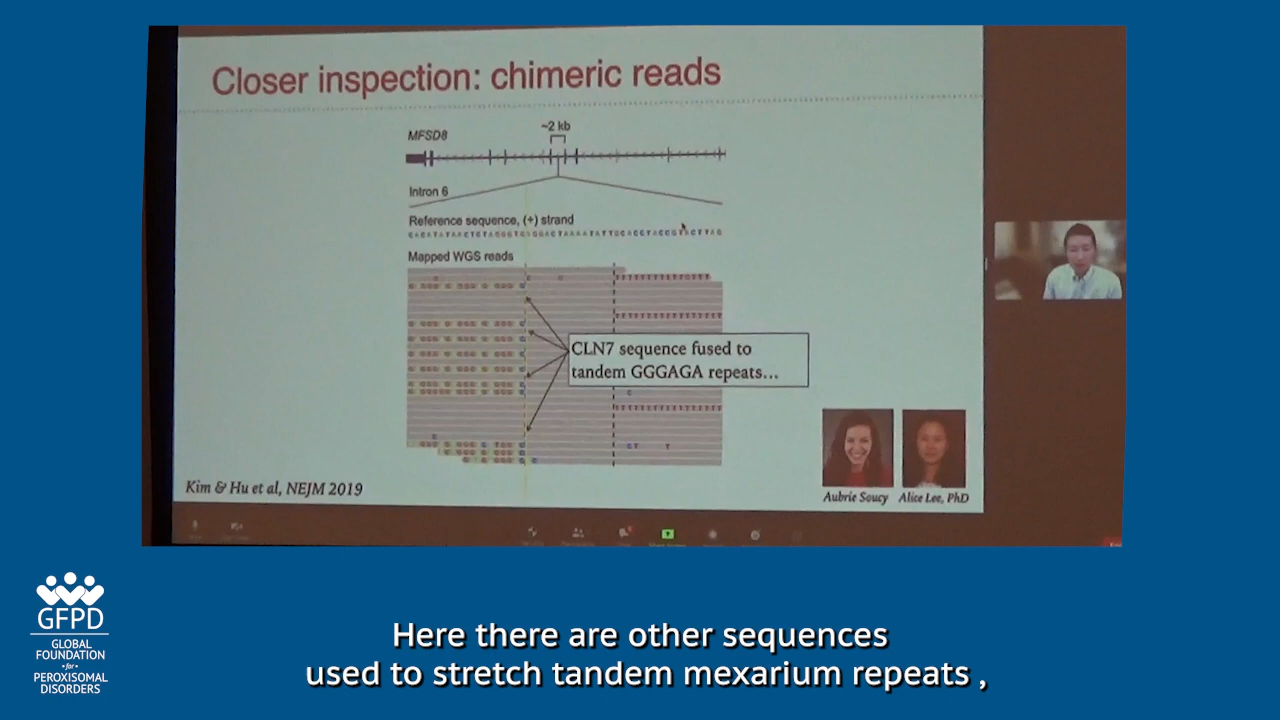 Closer inspection: chimeric reads
~2 kb
MFSD8
Intron 6
Reference sequence, (+) strand
Mapped WGS reads
CLN7 sequence fused to
tandem GGGAGA repeats...
Kim & Hu et al, NEJM 2019
Aubrie Soucy
Alice Lee, PhD
GFPD
GLOBAL
FOUNDATION
for
PEROXISOMAL
DISORDERS
Here there are other sequences
used to stretch tandem mexarium repeats ,